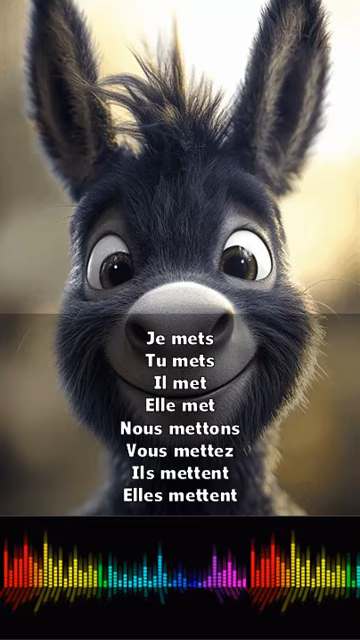 Je mets
Tu mets
Il met
Elle met
Nous mettons
Vous mettez
Ils mettent
Elles mettent